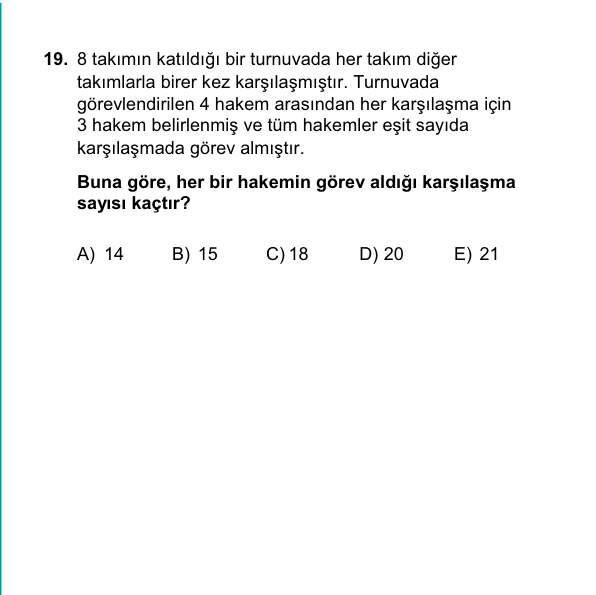 19. 8 takımın katıldığı bir turnuvada her takım diğer
takımlarla birer kez karşılaşmıştır. Turnuvada
görevlendirilen 4 hakem arasından her karşılaşma için
3 hakem belirlenmiş ve tüm hakemler eşit sayıda
karşılaşmada görev almıştır.
Buna göre, her bir hakemin görev aldığı karşılaşma
sayısı kaçtır?
A) 14 B) 15 C) 18 D) 20 E) 21